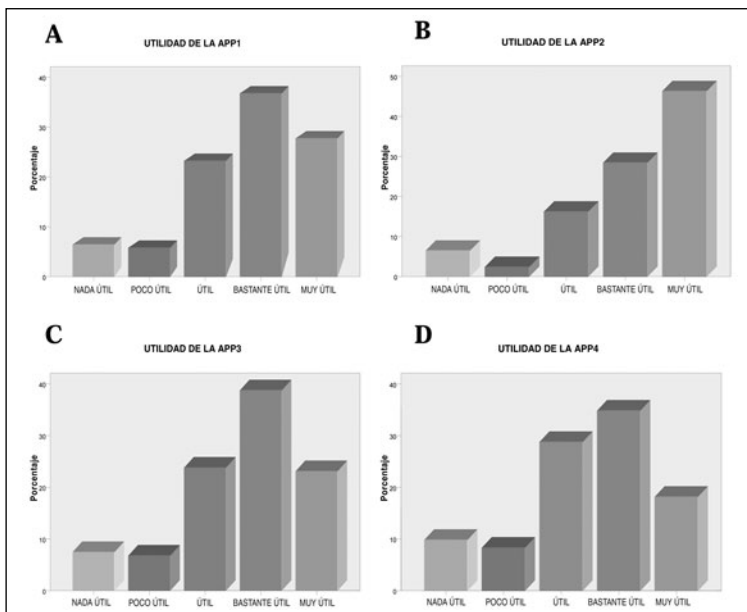 A
UTILIDAD DE LA APP1
Porcentaje
40
30
20
10
0
NADA ÚTIL POCO ÚTIL ÚTIL BASTANTE ÚTIL MUY ÚTIL
B
UTILIDAD DE LA APP2
Porcentaje
50
40
30
20
10
0
NADA ÚTIL POCO ÚTIL ÚTIL BASTANTE ÚTIL MUY ÚTIL
C
UTILIDAD DE LA APP3
Porcentaje
40
30
20
10
0
NADA ÚTIL POCO ÚTIL ÚTIL BASTANTE ÚTIL MUY ÚTIL
D
UTILIDAD DE LA APP4
Porcentaje
40
30
20
10
0
NADA ÚTIL POCO ÚTIL ÚTIL BASTANTE ÚTIL MUY ÚTIL